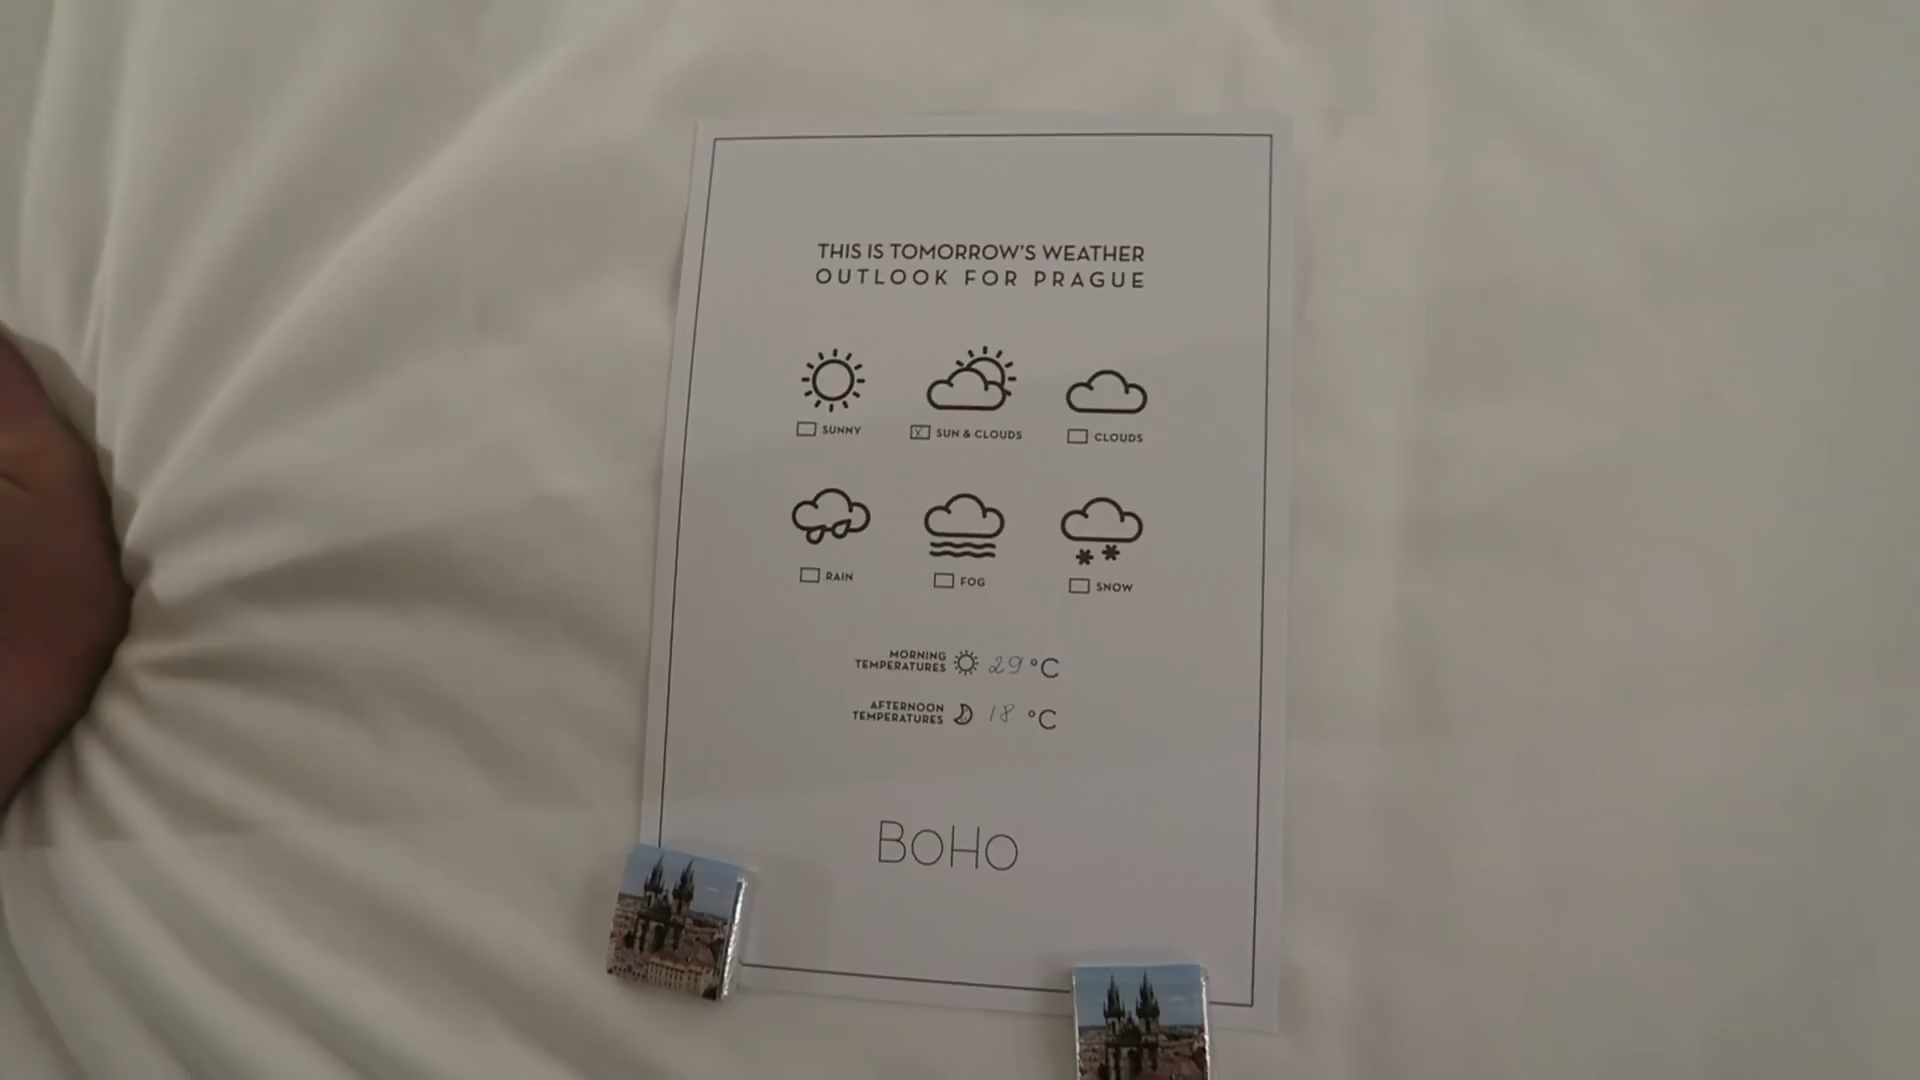 THIS IS TOMORROW'S WEATHER
OUTLOOK FOR PRAGUE
SUNNY
SUN & CLOUDS
CLOUDS
RAIN
FOG
SNOW
MORNING
TEMPERATURES 29 °C
AFTERNOON
TEMPERATURES 18 °C
BOHO